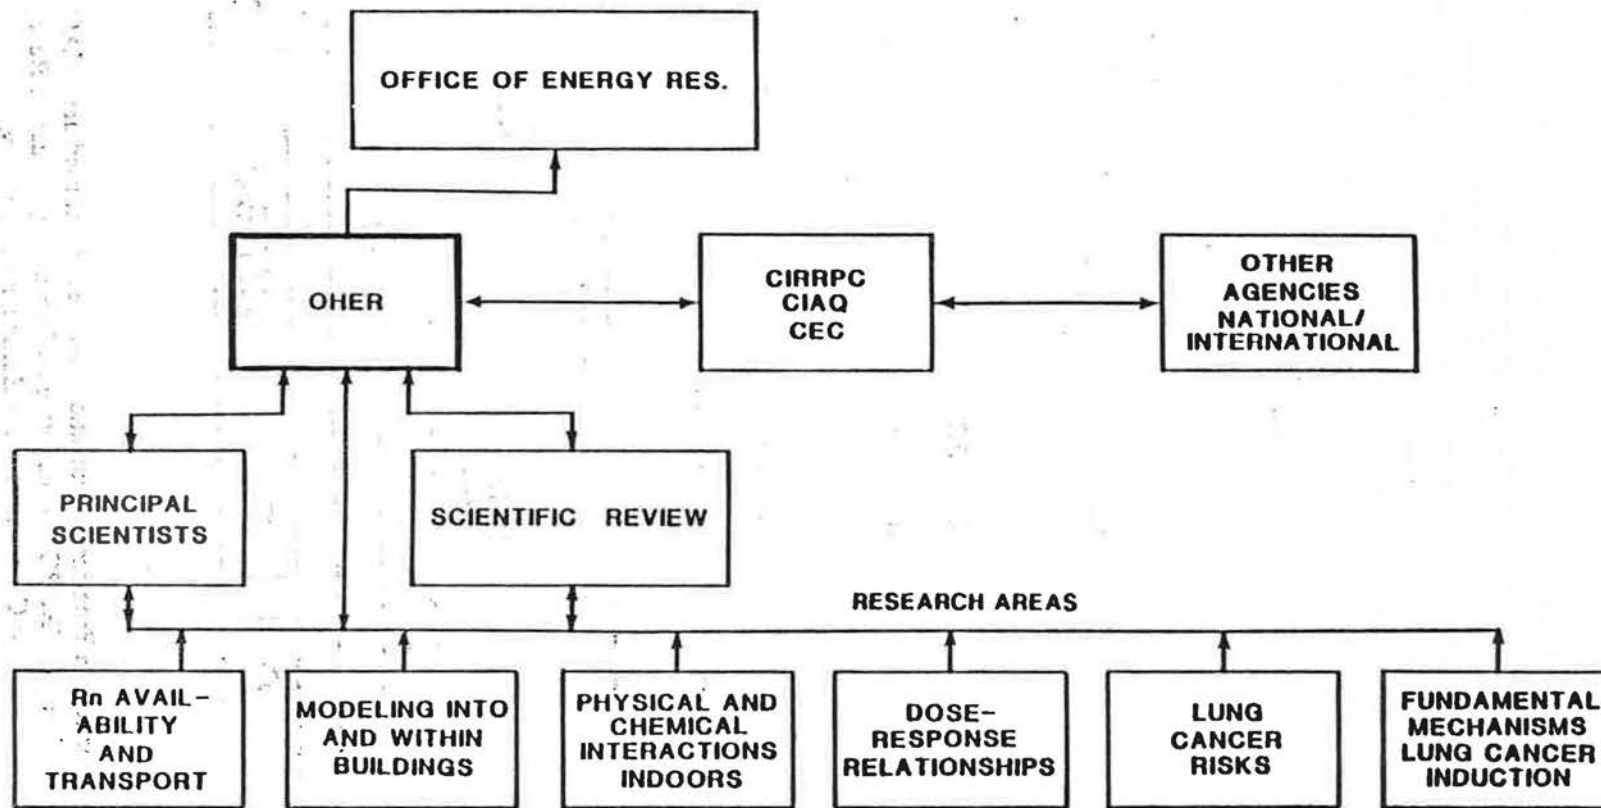 OFFICE OF ENERGY RES.
OHER
CIRRPC
CIAQ
CEC
OTHER
AGENCIES
NATIONAL/
INTERNATIONAL
PRINCIPAL
SCIENTISTS
SCIENTIFIC REVIEW
RESEARCH AREAS
Rn AVAIL-
ABILITY
AND
TRANSPORT
MODELING INTO
AND WITHIN
BUILDINGS
PHYSICAL AND
CHEMICAL
INTERACTIONS
INDOORS
DOSE-
RESPONSE
RELATIONSHIPS
LUNG
CANCER
RISKS
FUNDAMENTAL
MECHANISMS
LUNG CANCER
INDUCTION